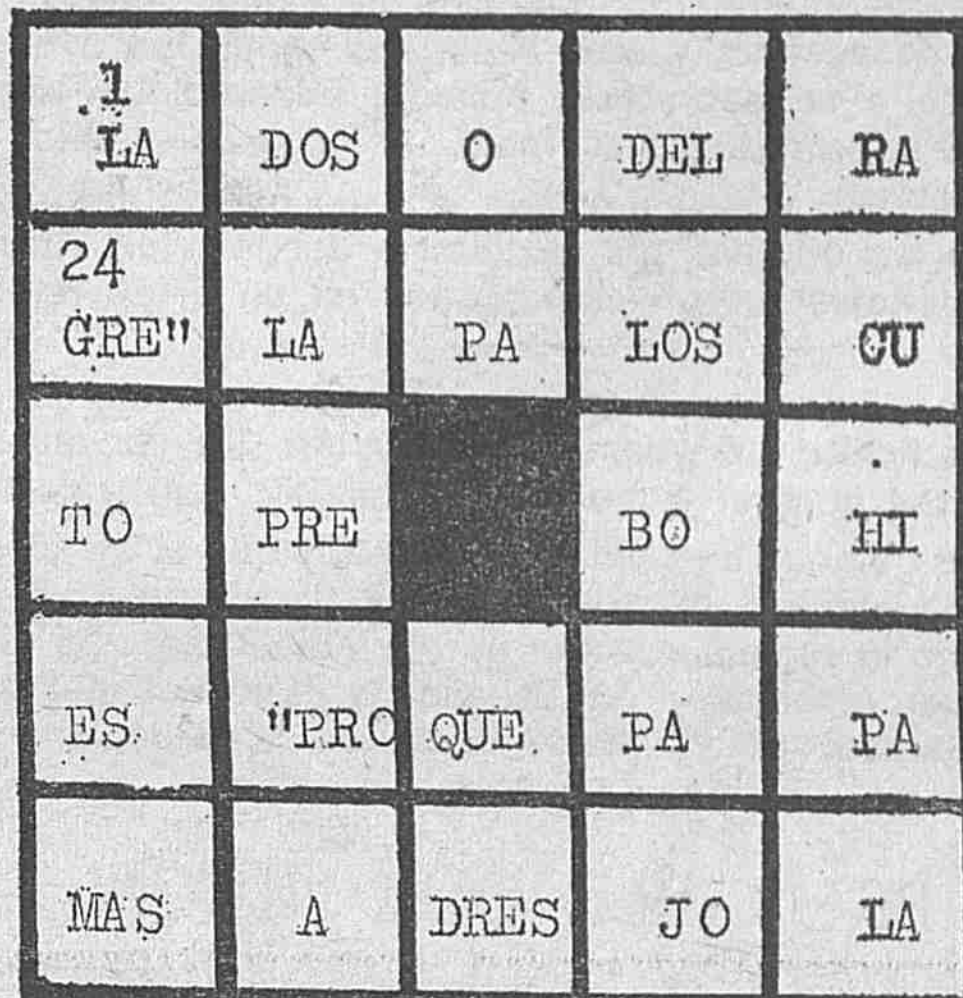 1
LA DOS O DEL RA
24
GRE" LA PA LOS CU
TO PRE BO HI
ES "PRO QUE PA PA
MAS A DRES JO LA